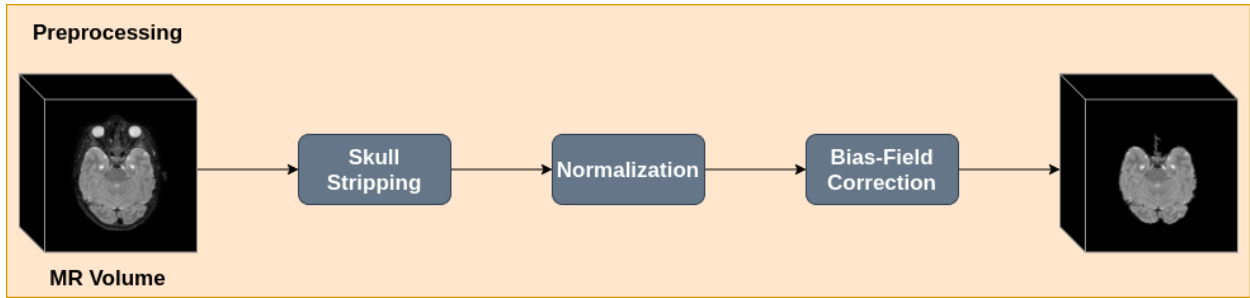 Preprocessing
Skull
Stripping
Normalization
Bias-Field
Correction
MR Volume